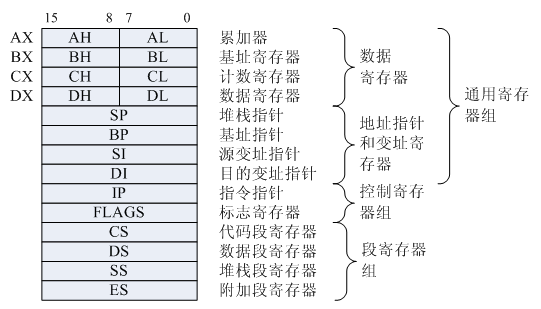 15 8 7 0
AX AH AL 累加器
BX BH BL 基址寄存器
CX CH CL 计数寄存器
DX DH DL 数据寄存器
数据
寄存器
SP 堆栈指针
BP 基址指针
SI 源变址指针
DI 目的变址指针
地址指针
和变址寄
存器
通用寄存
器组
IP 指令指针
FLAGS 标志寄存器
控制寄存
器组
CS 代码段寄存器
DS 数据段寄存器
SS 堆栈段寄存器
ES 附加段寄存器
段寄存器
组